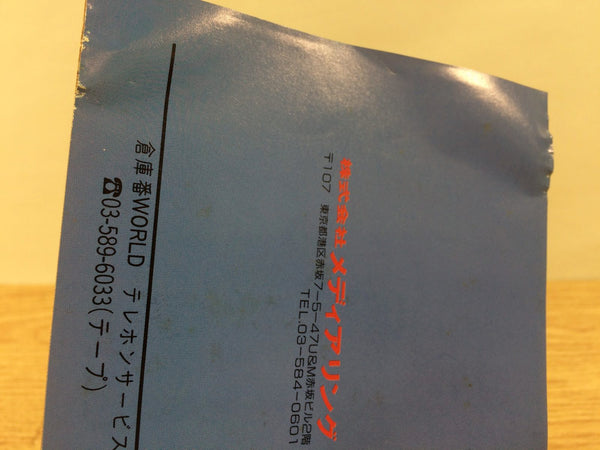 株式会社 メディアリング
〒107 東京都港区赤坂7-5-47U&M赤坂ビル2階
TEL.03-584-0601
倉庫番WORLD テレホンサービス
☎03-589-6033(テープ)